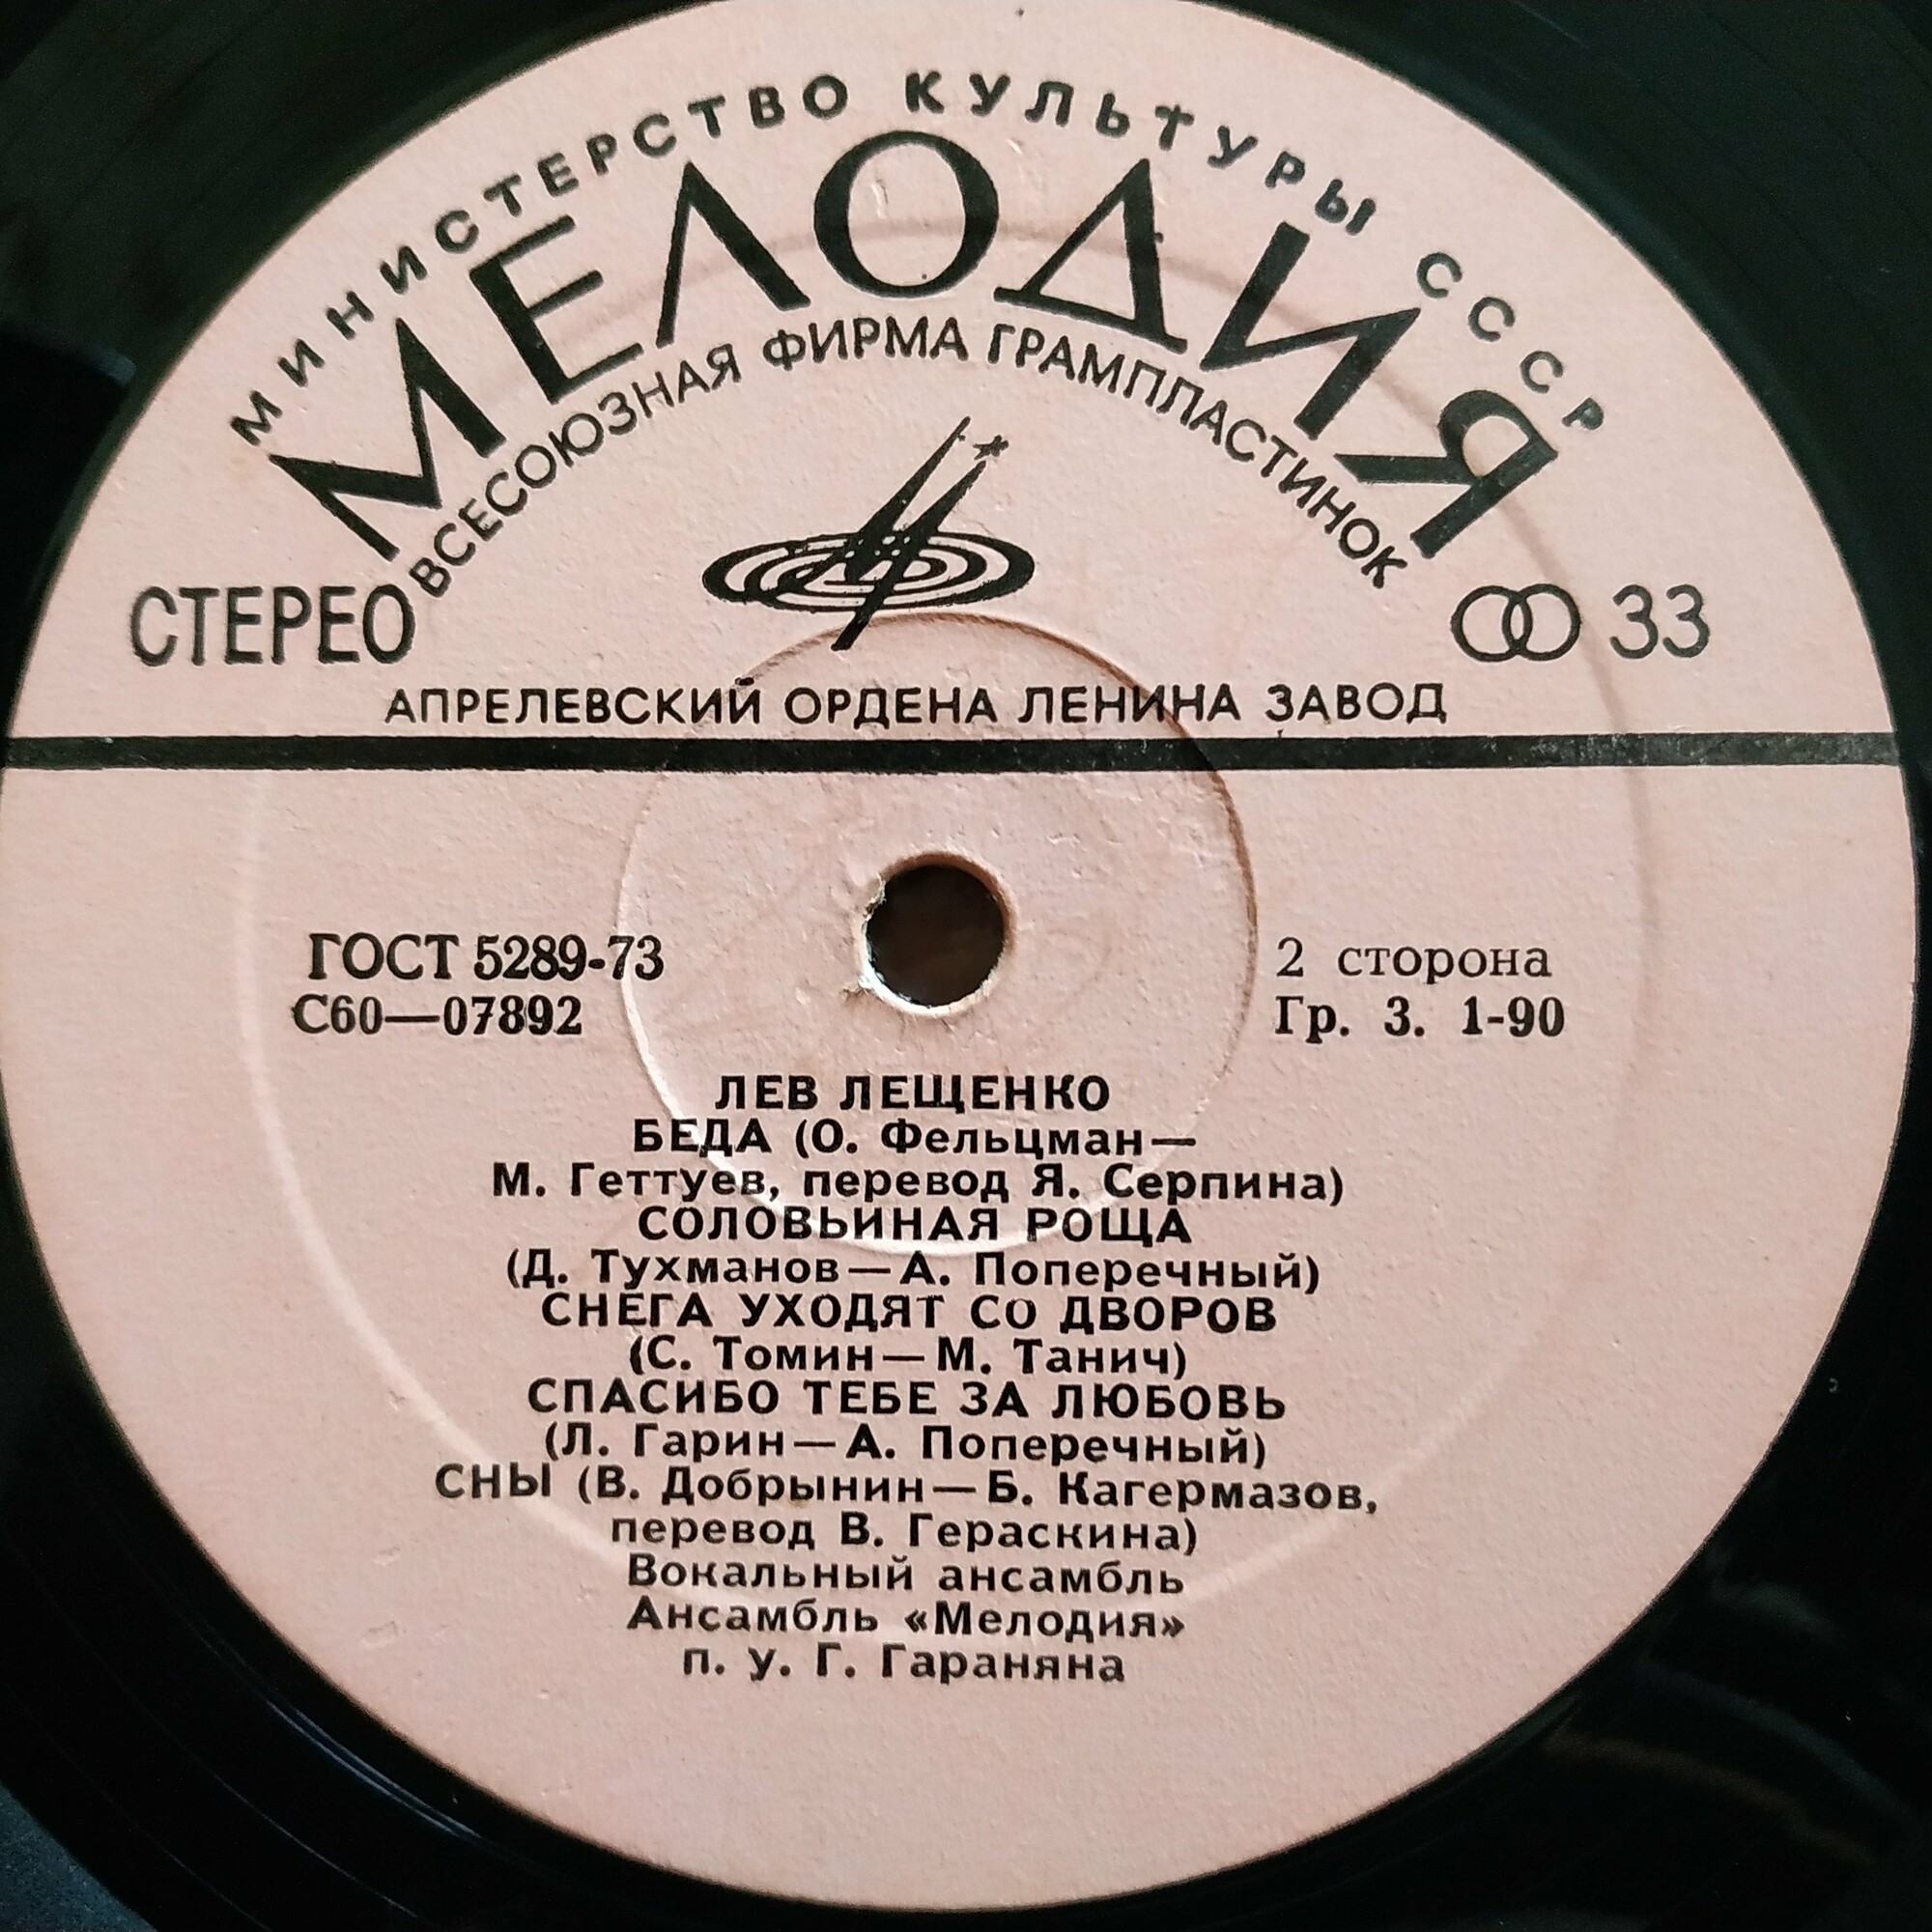 МИНИСТЕРСТВО КУЛЬТУРЫ СССР
МЕЛОДИЯ
ВСЕСОЮЗНАЯ ФИРМА ГРАМПЛАСТИНОК
СТЕРЕО 33
АПРЕЛЕВСКИЙ ОРДЕНА ЛЕНИНА ЗАВОД
ГОСТ 5289-73 2 сторона
С60—07892 Гр. 3. 1-90
ЛЕВ ЛЕЩЕНКО
БЕДА (О. Фельцман—
М. Геттуев, перевод Я. Серпина)
СОЛОВЬИНАЯ РОЩА
(Д. Тухманов—А. Поперечный)
СНЕГА УХОДЯТ СО ДВОРОВ
(С. Томин—М. Танич)
СПАСИБО ТЕБЕ ЗА ЛЮБОВЬ
(Л. Гарин—А. Поперечный)
СНЫ (В. Добрынин—Б. Кагермазов,
перевод В. Гераскина)
Вокальный ансамбль
Ансамбль «Мелодия»
п. у. Г. Гараняна